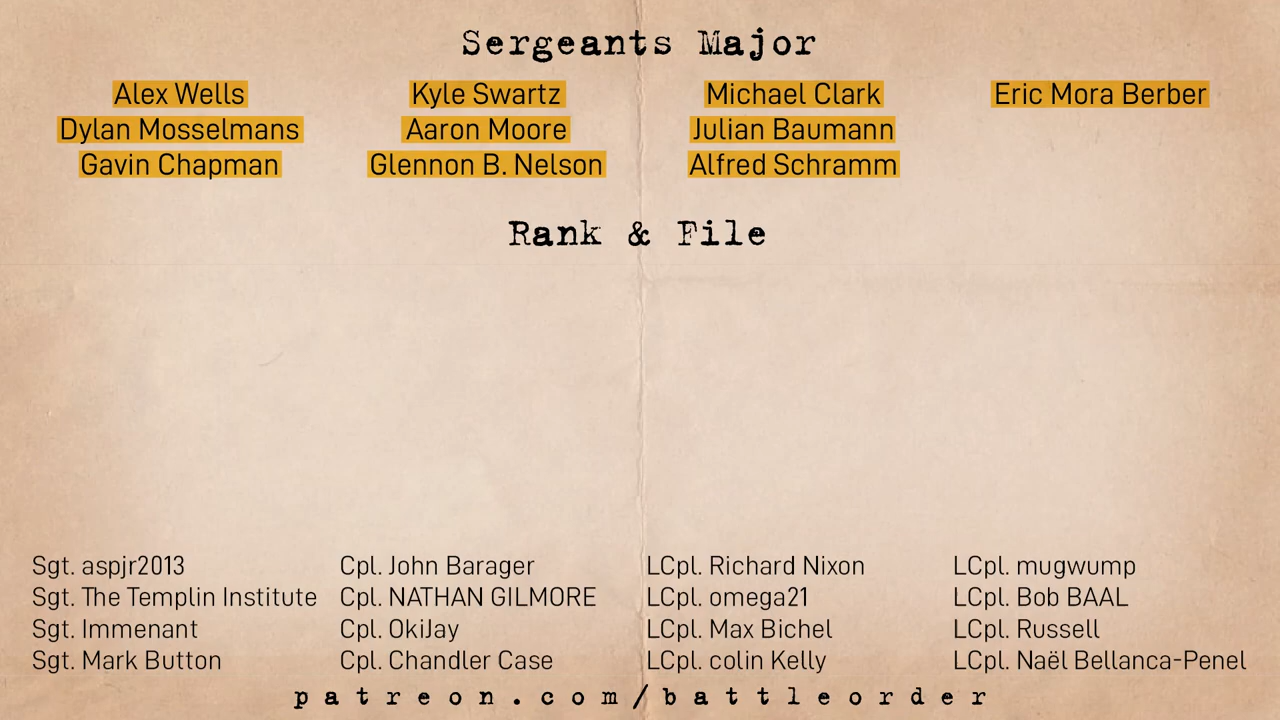 Sergeants Major
Alex Wells Kyle Swartz Michael Clark Eric Mora Berber
Dylan Mosselmans Aaron Moore Julian Baumann
Gavin Chapman Glennon B. Nelson Alfred Schramm
Rank & File
Sgt. aspjr2013 Cpl. John Barager LCpl. Richard Nixon LCpl. mugwump
Sgt. The Templin Institute Cpl. NATHAN GILMORE LCpl. omega21 LCpl. Bob BAAL
Sgt. Immenant Cpl. OkiJay LCpl. Max Bichel LCpl. Russell
Sgt. Mark Button Cpl. Chandler Case LCpl. colin Kelly LCpl. Naël Bellanca-Penel
patreon.com/battleorder